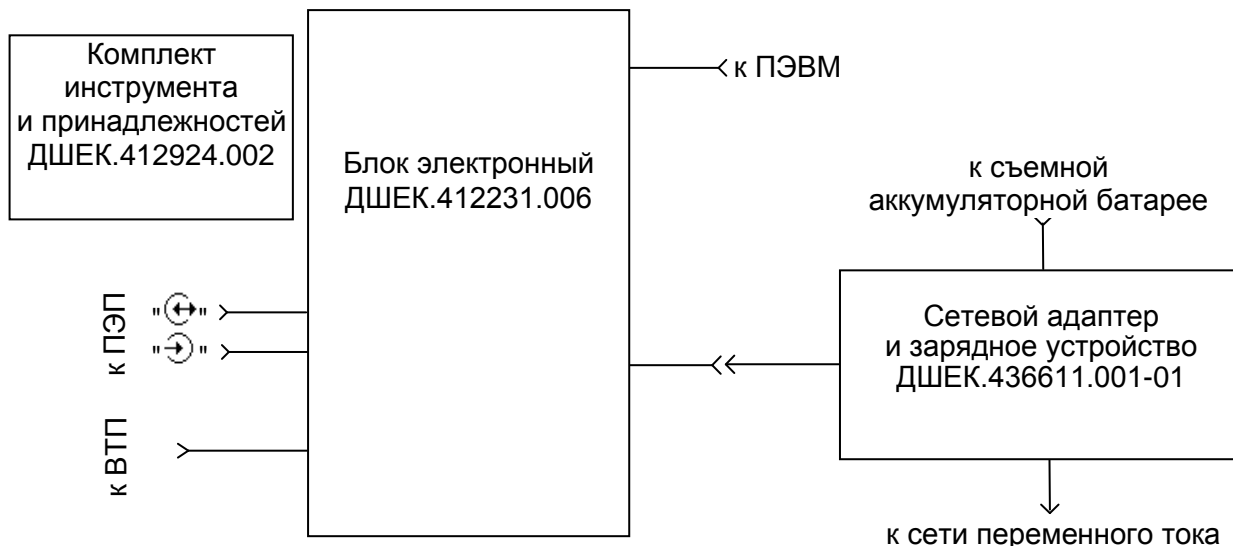 Комплект
инструмента
и принадлежностей
ДШЕК.412924.002
Блок электронный
ДШЕК.412231.006
к ПЭВМ
к съемной
аккумуляторной батарее
Сетевой адаптер
и зарядное устройство
ДШЕК.436611.001-01
к сети переменного тока
к ПЭП
к ВТП